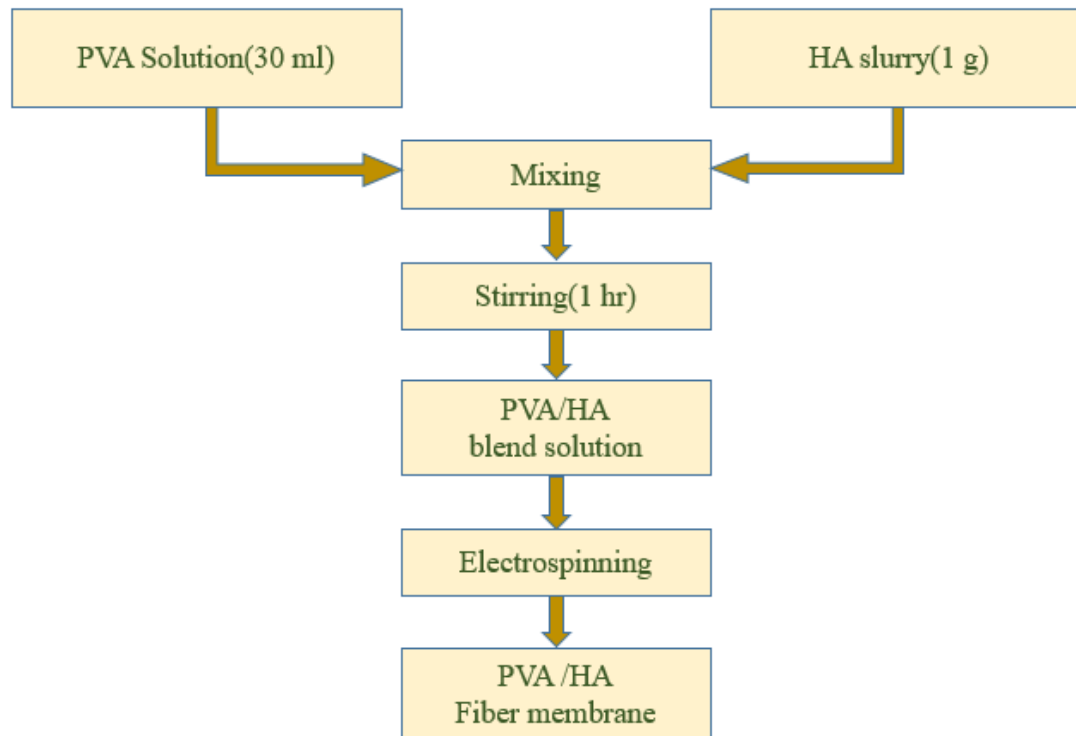 PVA Solution(30 ml)
HA slurry(1 g)
Mixing
Stirring(1 hr)
PVA/HA
blend solution
Electrospinning
PVA /HA
Fiber membrane